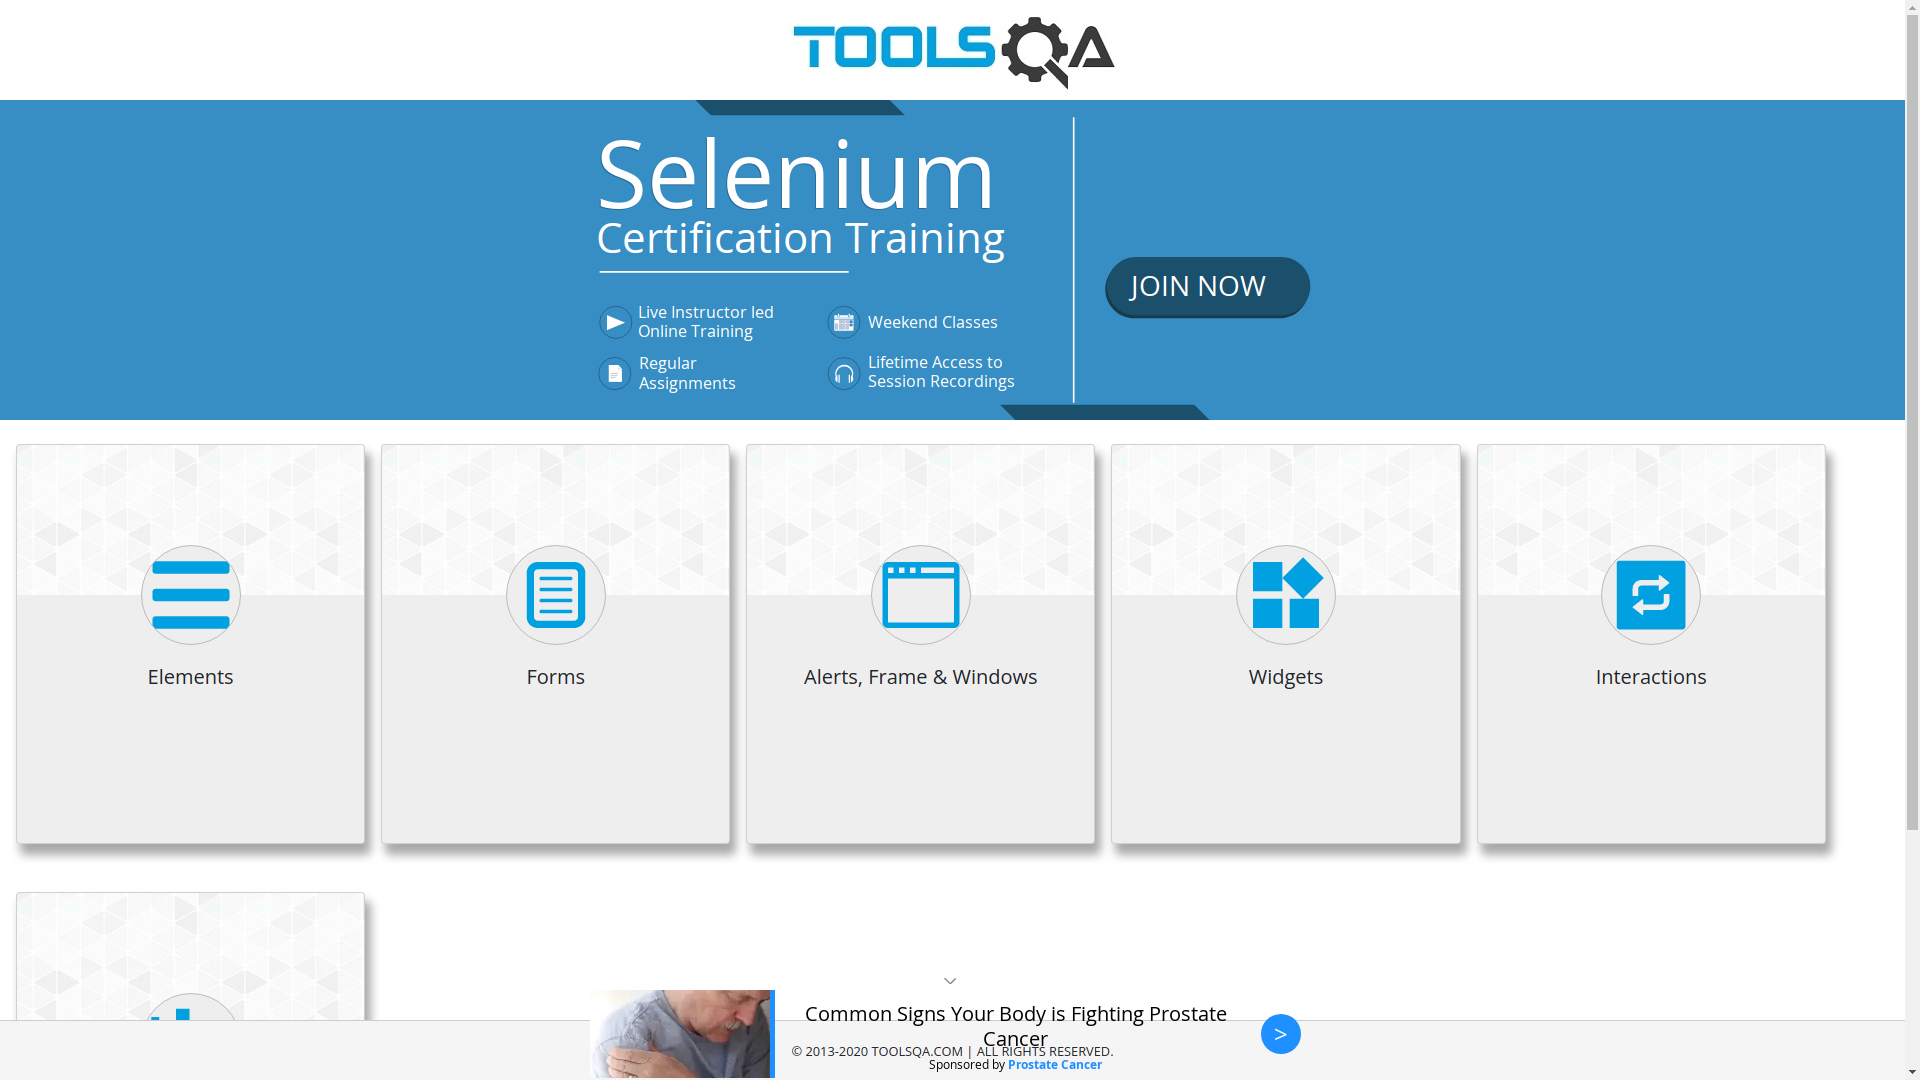 TOOLSQA
Selenium
Certification Training
Live Instructor led
Online Training
Weekend Classes
Regular
Assignments
Lifetime Access to
Session Recordings
JOIN NOW
Elements
Forms
Alerts, Frame & Windows
Widgets
Interactions
Common Signs Your Body is Fighting Prostate
Cancer
>
© 2013-2020 TOOLSQA.COM | ALL RIGHTS RESERVED.
Sponsored by Prostate Cancer